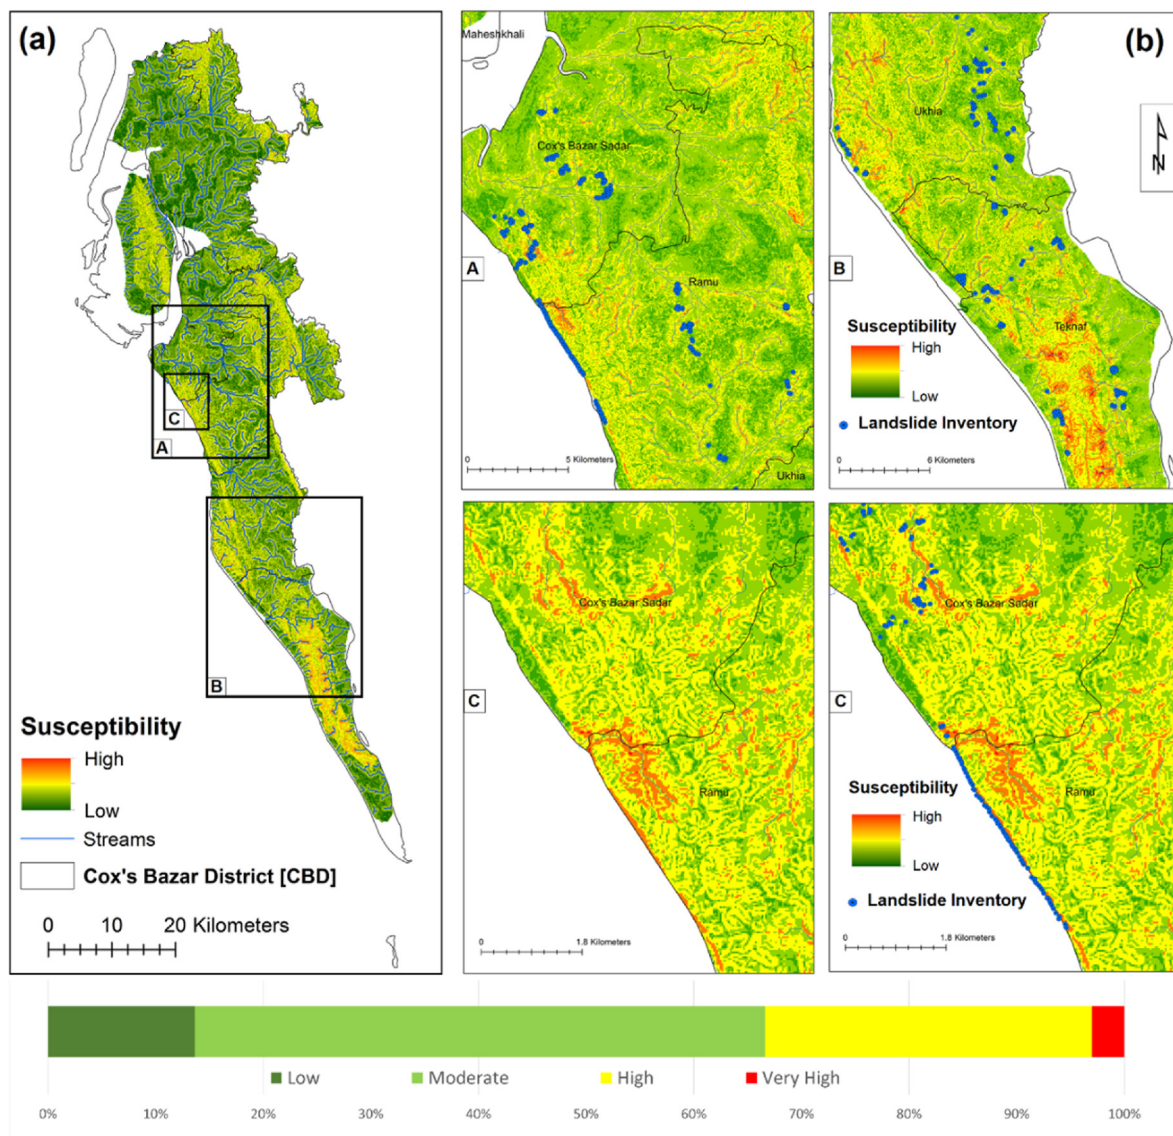 (a)
C
A
B
Susceptibility
High
Low
Streams
Cox's Bazar District [CBD]
0 10 20 Kilometers
Maheshkhali
Cox's Bazar Sadar
A
Ramu
0 5 Kilometers
Ukhia
(b)
Ukhia
N
B
Susceptibility
High
Low
Teknaf
Landslide Inventory
0 6 Kilometers
Cox's Bazar Sadar
C
Ramu
0 1.8 Kilometers
Cox's Bazar Sadar
C
Susceptibility
High
Low
Ramu
Landslide Inventory
0 1.8 Kilometers
Low Moderate High Very High
0% 10% 20% 30% 40% 50% 60% 70% 80% 90% 100%